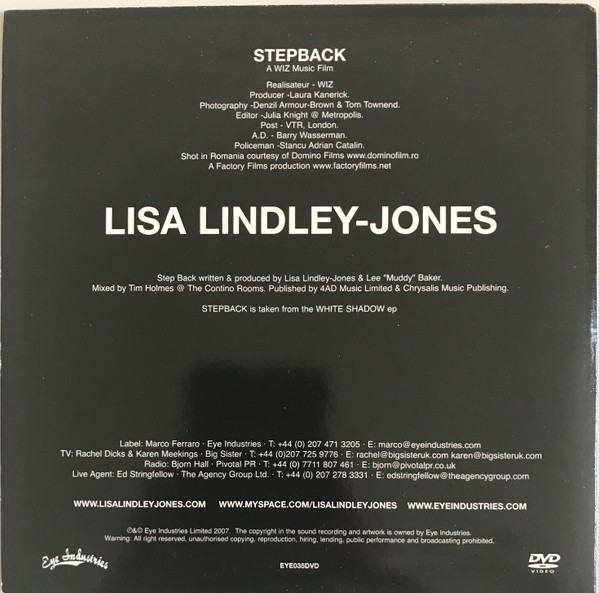 STEPBACK
A WIZ Music Film
Realisateur - WIZ
Producer -Laura Kanerick.
Photography -Denzil Armour-Brown & Tom Townend.
Editor -Julia Knight @ Metropolis.
Post - VTR, London.
A.D. - Barry Wasserman.
Policeman -Stancu Adrian Catalin.
Shot in Romania courtesy of Domino Films www.dominofilm.ro
A Factory Films production www.factoryfilms.net
LISA LINDLEY-JONES
Step Back written & produced by Lisa Lindley-Jones & Lee "Muddy" Baker.
Mixed by Tim Holmes @ The Contino Rooms. Published by 4AD Music Limited & Chrysalis Music Publishing.
STEPBACK is taken from the WHITE SHADOW ep
Label: Marco Ferraro · Eye Industries · T: +44 (0) 207 471 3205 · E: marco@eyeindustries.com
TV: Rachel Dicks & Karen Meekings · Big Sister · T: +44 (0)207 725 9776 · E: rachel@bigsisteruk.com karen@bigsisteruk.com
Radio: Bjorn Hall · Pivotal PR · T: +44 (0) 7711 807 461 · E: bjorn@pivotalpr.co.uk
Live Agent: Ed Stringfellow · The Agency Group Ltd. · T: +44 (0) 207 278 3331 · E: edstringfellow@theagencygroup.com
WWW.LISALINDLEYJONES.COM WWW.MYSPACE.COM/LISALINDLEYJONES WWW.EYEINDUSTRIES.COM
℗&© Eye Industries Limited 2007. The copyright in the sound recording and artwork is owned by Eye Industries.
Warning: All right reserved, unauthorised copying, reproduction, hiring, lending, public performance and broadcasting prohibited.
Eye Industries
EYE035DVD
DVD
VIDEO